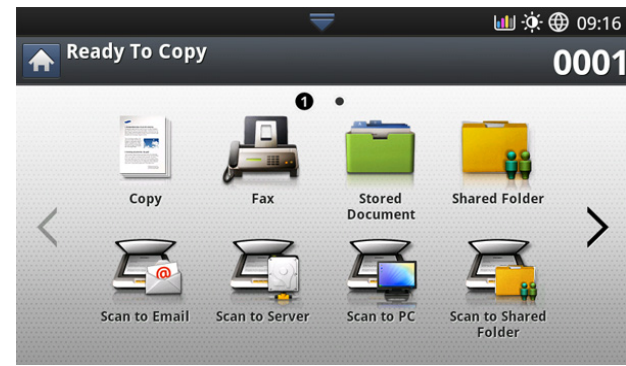 09:16
Ready To Copy
0001
1
Copy
Fax
Stored
Document
Shared Folder
@
Scan to Email
Scan to Server
Scan to PC
Scan to Shared
Folder